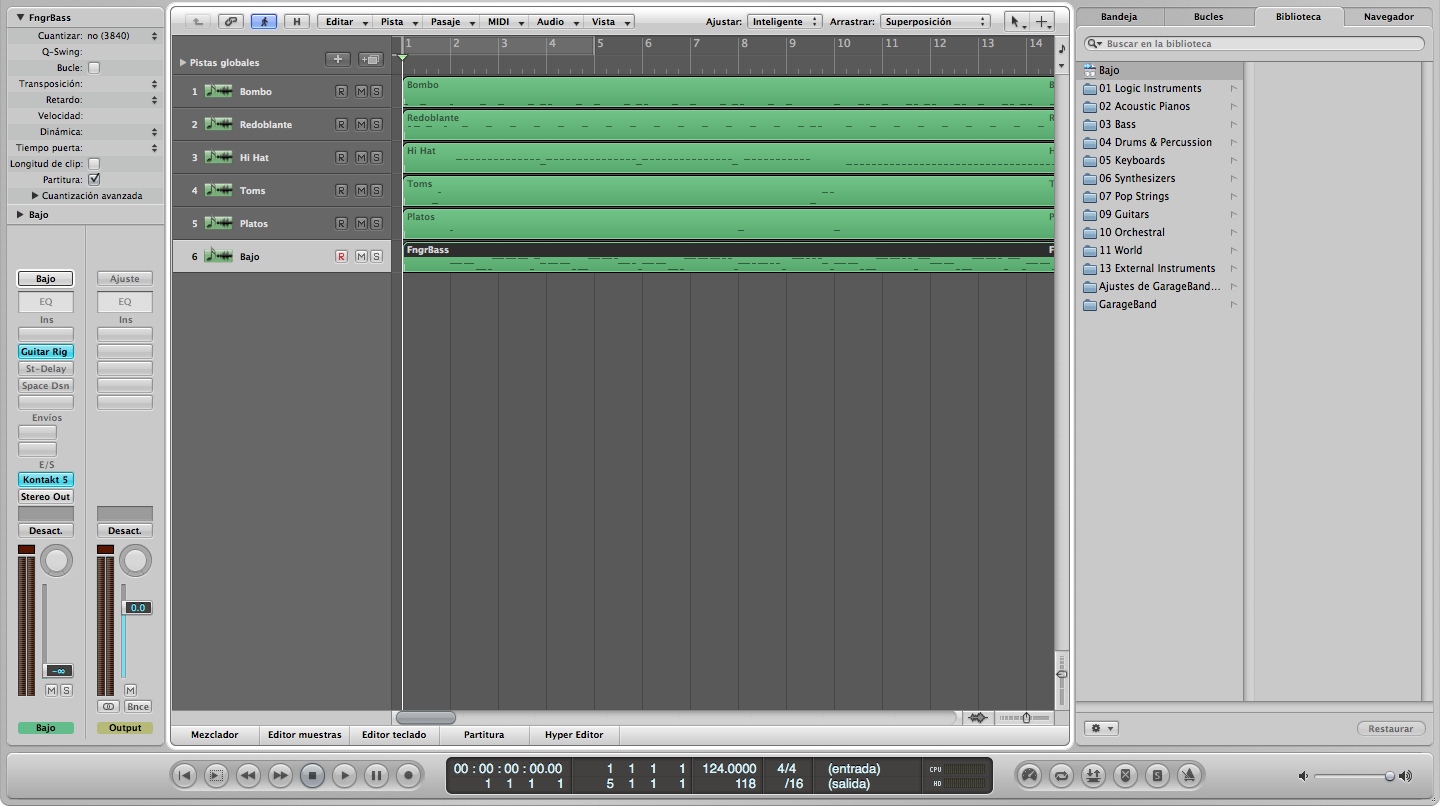 FngrBass
Cuantizar: no (3840)
Q-Swing:
Bucle:
Transposición:
Retardo:
Velocidad:
Dinámica:
Tiempo puerta:
Longitud de clip:
Partitura:
Cuantización avanzada
Bajo
Bajo
Ajuste
EQ
EQ
Ins
Ins
Guitar Rig
St-Delay
Space Dsn
Envíos
E/S
Kontakt 5
Stereo Out
Desact.
Desact.
0.0
-∞
M S
M
Bnce
Bajo
Output
H
Editar
Pista
Pasaje
MIDI
Audio
Vista
Ajustar: Inteligente
Arrastrar: Superposición
Pistas globales
1 2 3 4 5 6 7 8 9 10 11 12 13 14
1 Bombo R M S
Bombo B
2 Redoblante R M S
Redoblante R
3 Hi Hat R M S
Hi Hat H
4 Toms R M S
Toms T
5 Platos R M S
Platos P
6 Bajo R M S
FngrBass F
Mezclador
Editor muestras
Editor teclado
Partitura
Hyper Editor
Bandeja
Bucles
Biblioteca
Navegador
Buscar en la biblioteca
Bajo
01 Logic Instruments
02 Acoustic Pianos
03 Bass
04 Drums & Percussion
05 Keyboards
06 Synthesizers
07 Pop Strings
09 Guitars
10 Orchestral
11 World
13 External Instruments
Ajustes de GarageBand...
GarageBand
Restaurar
00 : 00 : 00 : 00.00 1 1 1 1 124.0000 4/4 (entrada) CPU
1 1 1 1 5 1 1 1 118 /16 (salida) HD
S